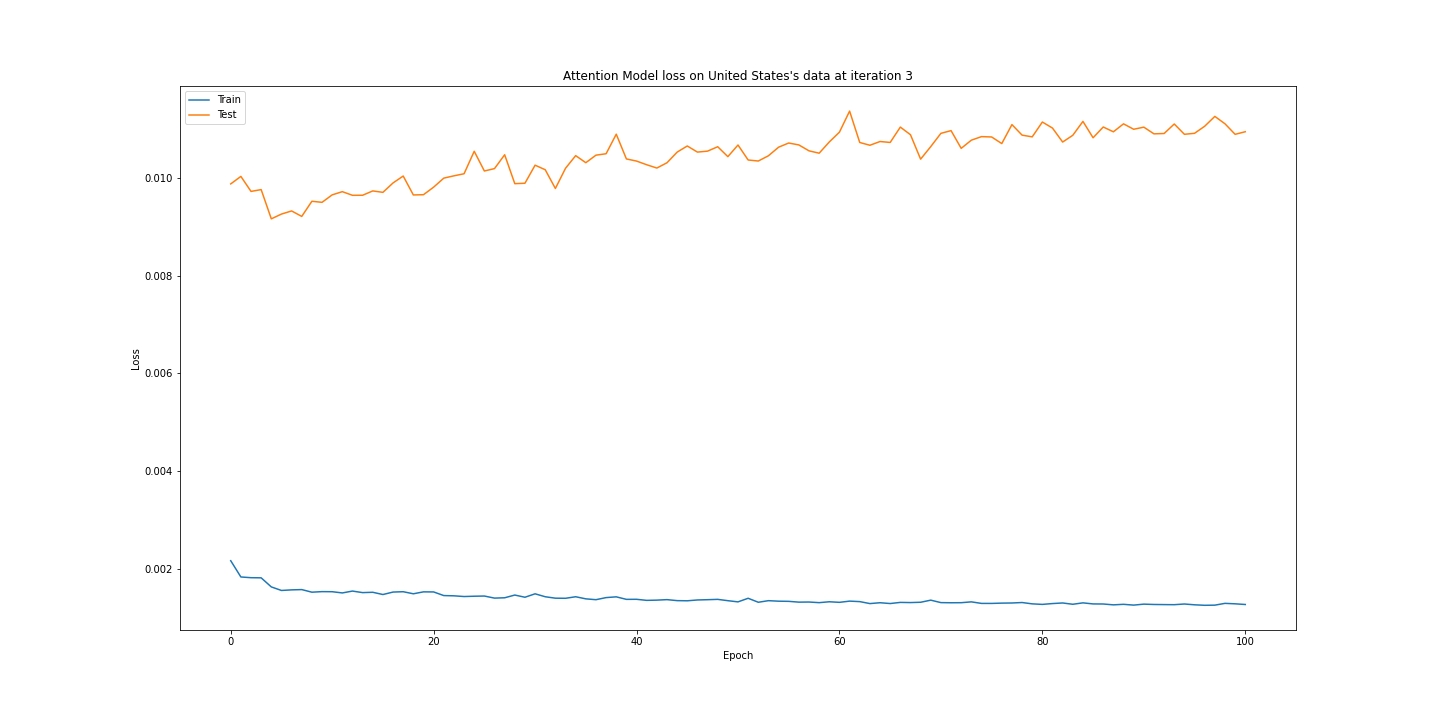 Attention Model loss on United States's data at iteration 3
Train
Test
0.010
0.008
0.006
0.004
0.002
Loss
0 20 40 60 80 100
Epoch